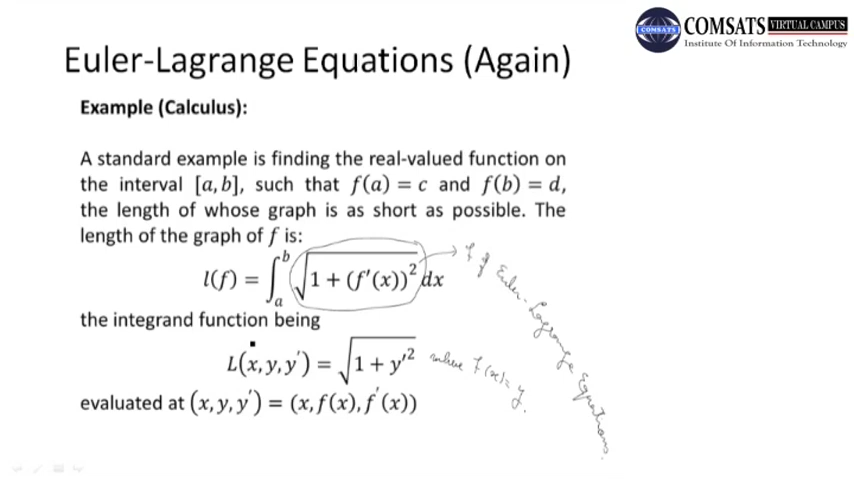 COMSATS VIRTUAL CAMPUS
COMSATS
Institute Of Information Technology
Euler-Lagrange Equations (Again)
Example (Calculus):
A standard example is finding the real-valued function on
the interval [a, b], such that f(a) = c and f(b) = d,
the length of whose graph is as short as possible. The
length of the graph of f is:
l(f) = ∫_a^b √(1 + (f′(x))²) dx
→ f of Euler-Lagrange Equations.
the integrand function being
L(x, y, y′) = √(1 + y′²) where f(x) = y.
evaluated at (x, y, y′) = (x, f(x), f′(x))